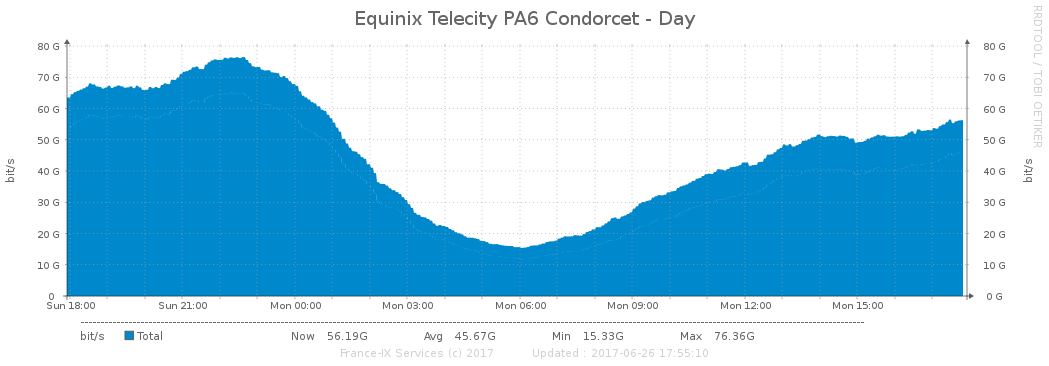 Equinix Telecity PA6 Condorcet - Day
RRDTOOL / TOBI OETIKER
bit/s
80 G
70 G
60 G
50 G
40 G
30 G
20 G
10 G
0
80 G
70 G
60 G
50 G
40 G
30 G
20 G
10 G
0 G
bit/s
Sun 18:00 Sun 21:00 Mon 00:00 Mon 03:00 Mon 06:00 Mon 09:00 Mon 12:00 Mon 15:00
bit/s Total Now 56.19G Avg 45.67G Min 15.33G Max 76.36G
France-IX Services (c) 2017 Updated : 2017-06-26 17:55:10